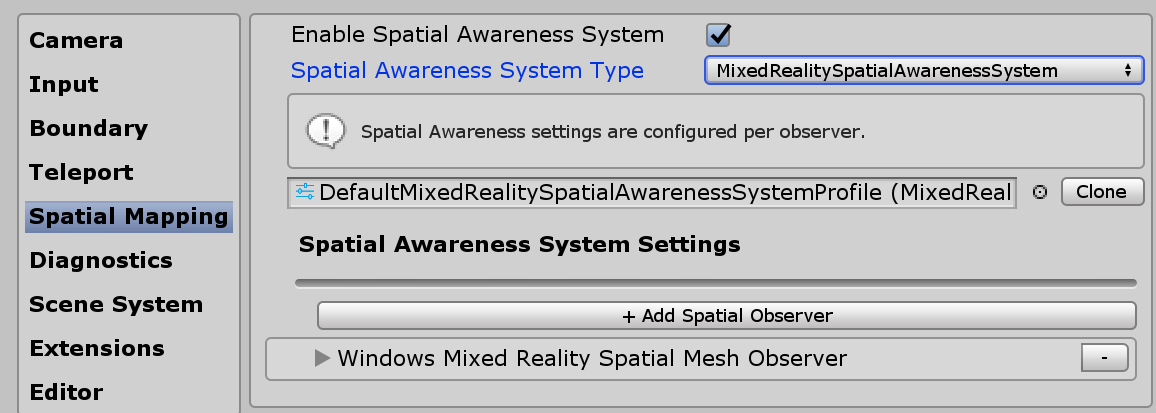 Camera
Input
Boundary
Teleport
Spatial Mapping
Diagnostics
Scene System
Extensions
Editor
Enable Spatial Awareness System
Spatial Awareness System Type
MixedRealitySpatialAwarenessSystem
Spatial Awareness settings are configured per observer.
DefaultMixedRealitySpatialAwarenessSystemProfile (MixedReal
Clone
Spatial Awareness System Settings
+ Add Spatial Observer
Windows Mixed Reality Spatial Mesh Observer
-